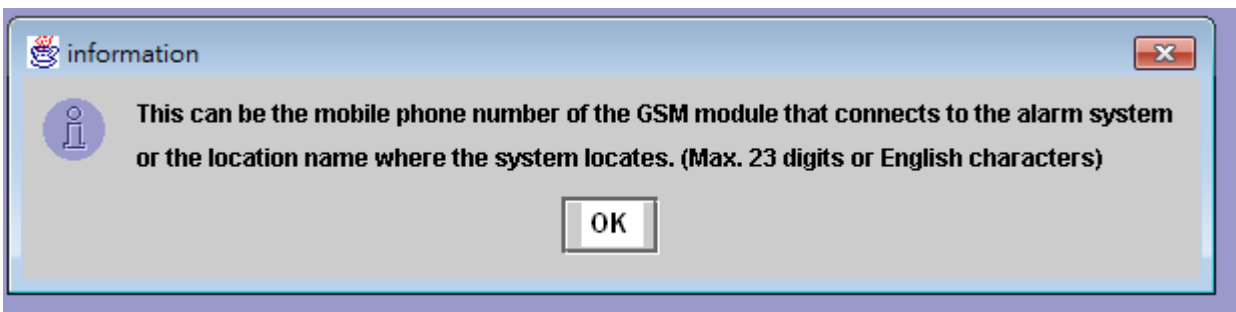 information
This can be the mobile phone number of the GSM module that connects to the alarm system
or the location name where the system locates. (Max. 23 digits or English characters)
OK